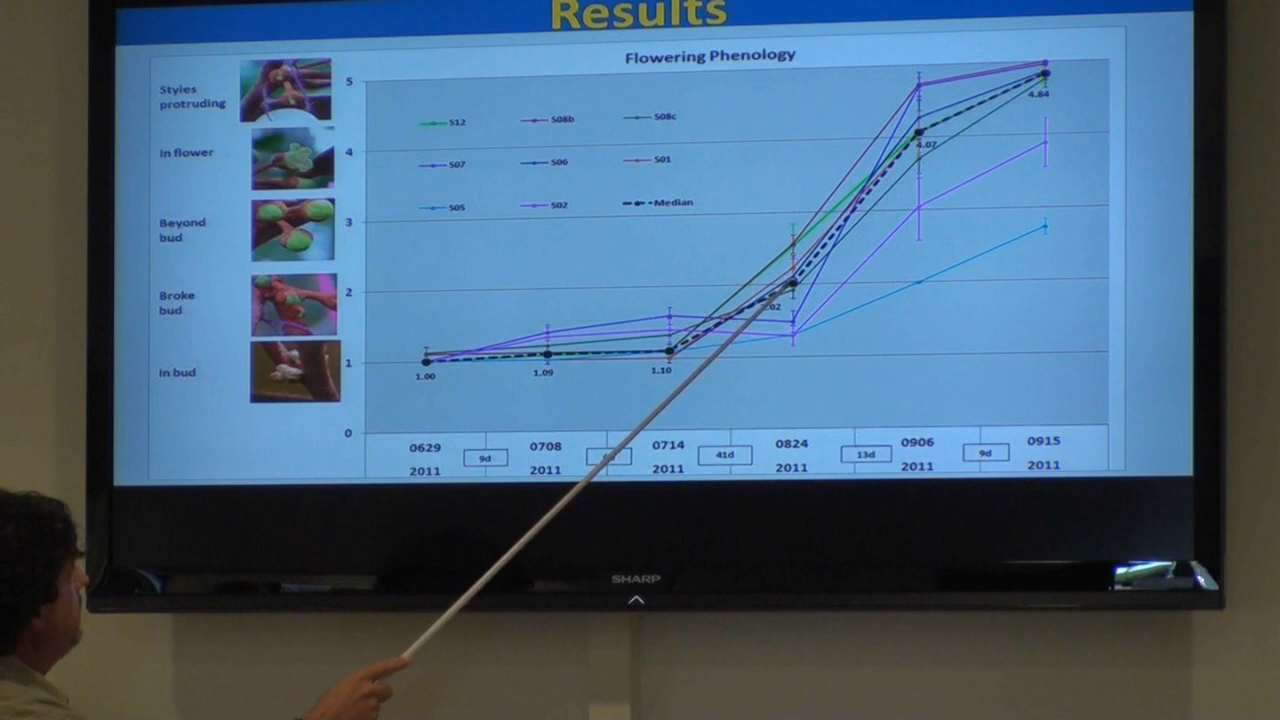 Results
Flowering Phenology
Styles
protruding
In flower
Beyond
bud
Broke
bud
In bud
5
4
3
2
1
0
S12 S08b S08c
S07 S06 S01
S05 S02 Median
1.00
1.09
1.10
4.07
4.84
0629 0708 0714 0824 0906 0915
9d 41d 13d 9d
2011 2011 2011 2011 2011 2011
SHARP